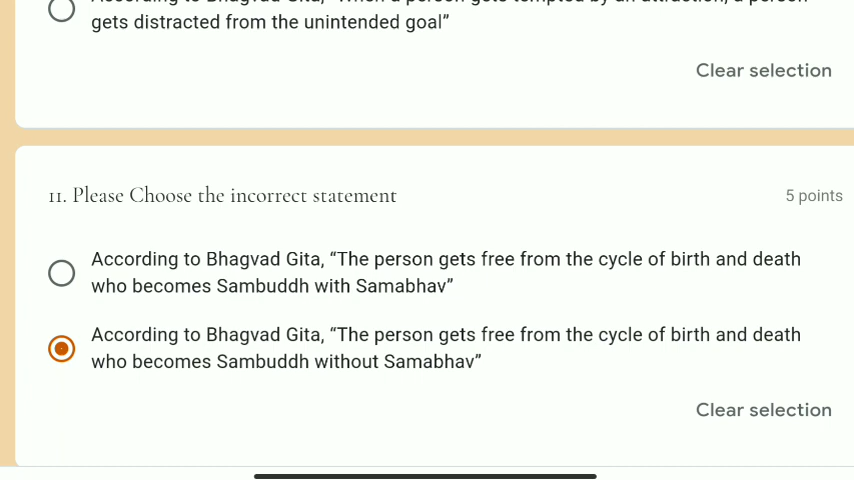 gets distracted from the unintended goal”
Clear selection
11. Please Choose the incorrect statement
5 points
According to Bhagvad Gita, “The person gets free from the cycle of birth and death
who becomes Sambuddh with Samabhav”
According to Bhagvad Gita, “The person gets free from the cycle of birth and death
who becomes Sambuddh without Samabhav”
Clear selection